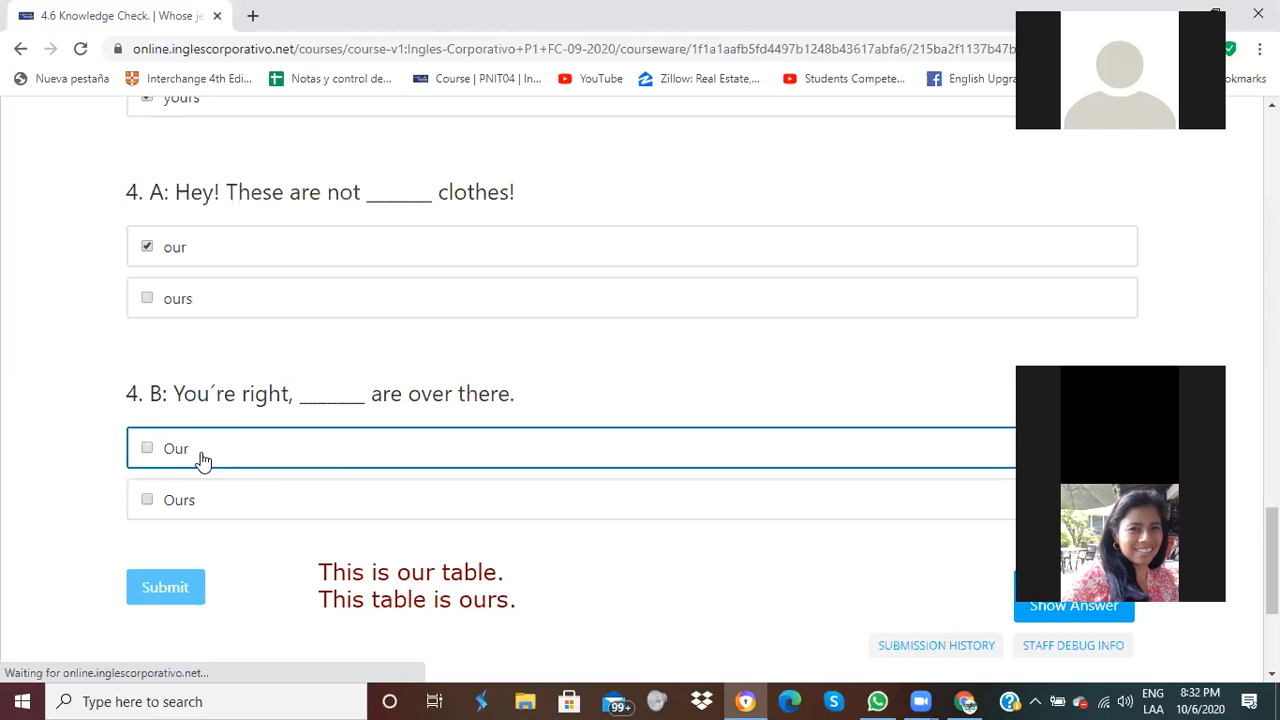 4.6 Knowledge Check. | Whose je
online.inglescorporativo.net/courses/course-v1:Ingles-Corporativo+P1+FC-09-2020/courseware/1f1a1aafb5fd4497b1248b43617abfa6/215ba2f1137b47b
Nueva pestaña
Interchange 4th Edi...
Notas y control de...
Course | PNIT04 | In...
YouTube
Zillow: Real Estate,...
Students Compete...
English Upgra
okmarks
yours
4. A: Hey! These are not _______ clothes!
our
ours
4. B: You´re right, _______ are over there.
Our
Ours
This is our table.
This table is ours.
Submit
Show Answer
SUBMISSION HISTORY
STAFF DEBUG INFO
Waiting for online.inglescorporativo.net...
Type here to search
99+
ENG
LAA
8:32 PM
10/6/2020